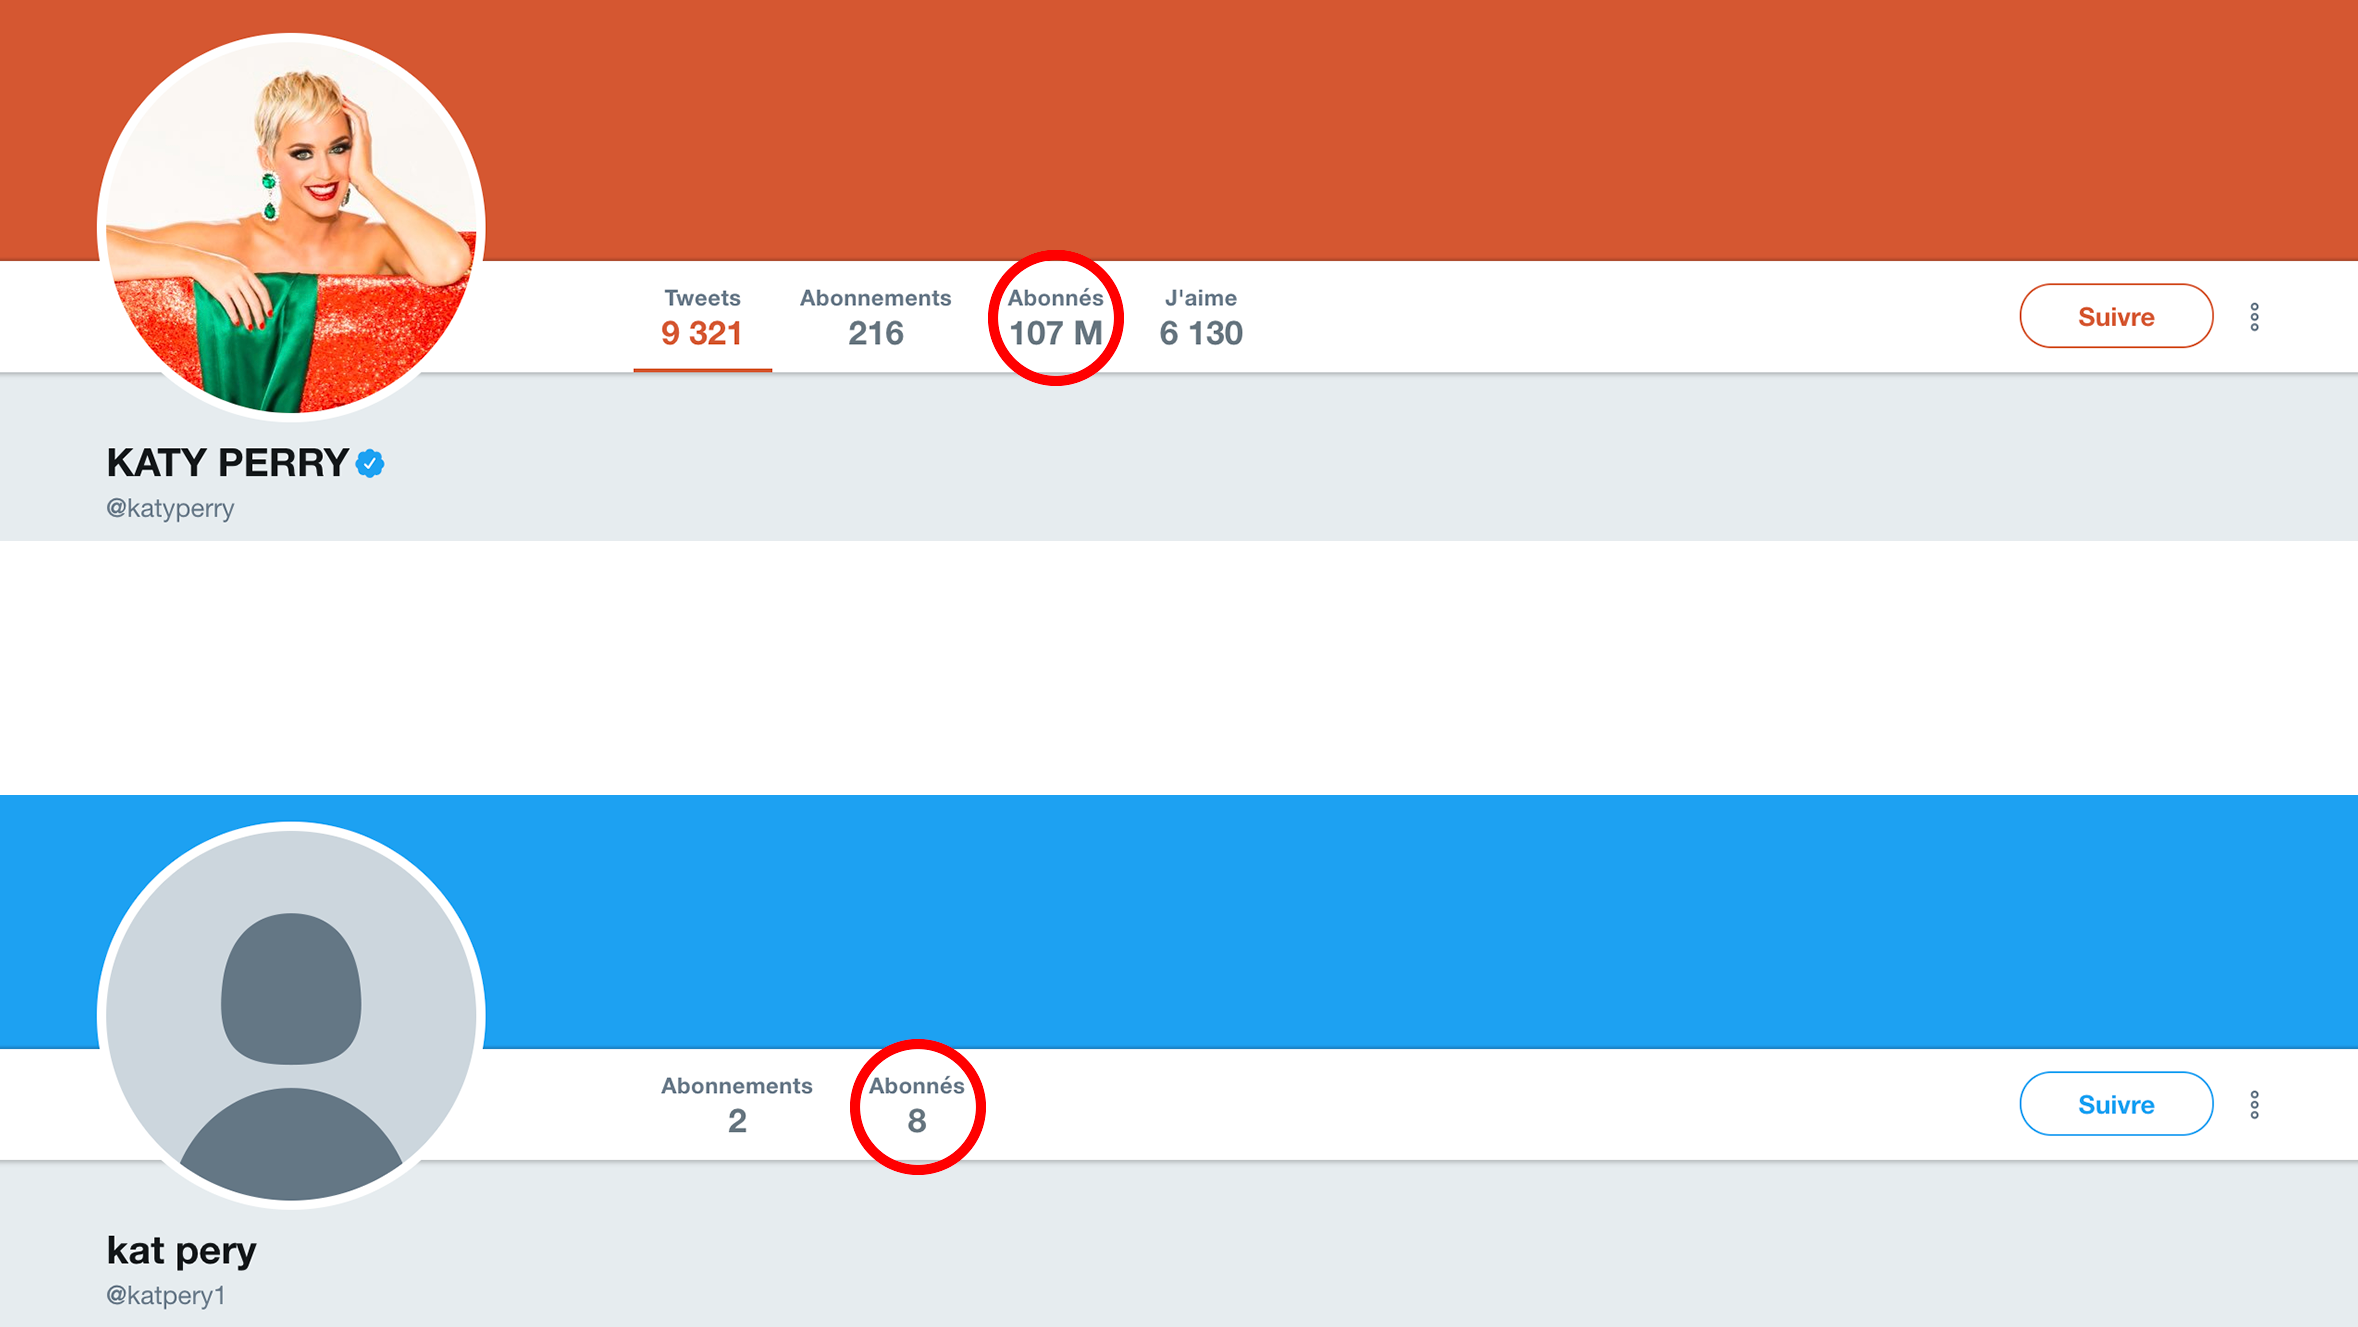 Tweets Abonnements Abonnés J'aime
9 321 216 107 M 6 130
Suivre
KATY PERRY
@katyperry
Abonnements Abonnés
2 8
Suivre
kat pery
@katpery1